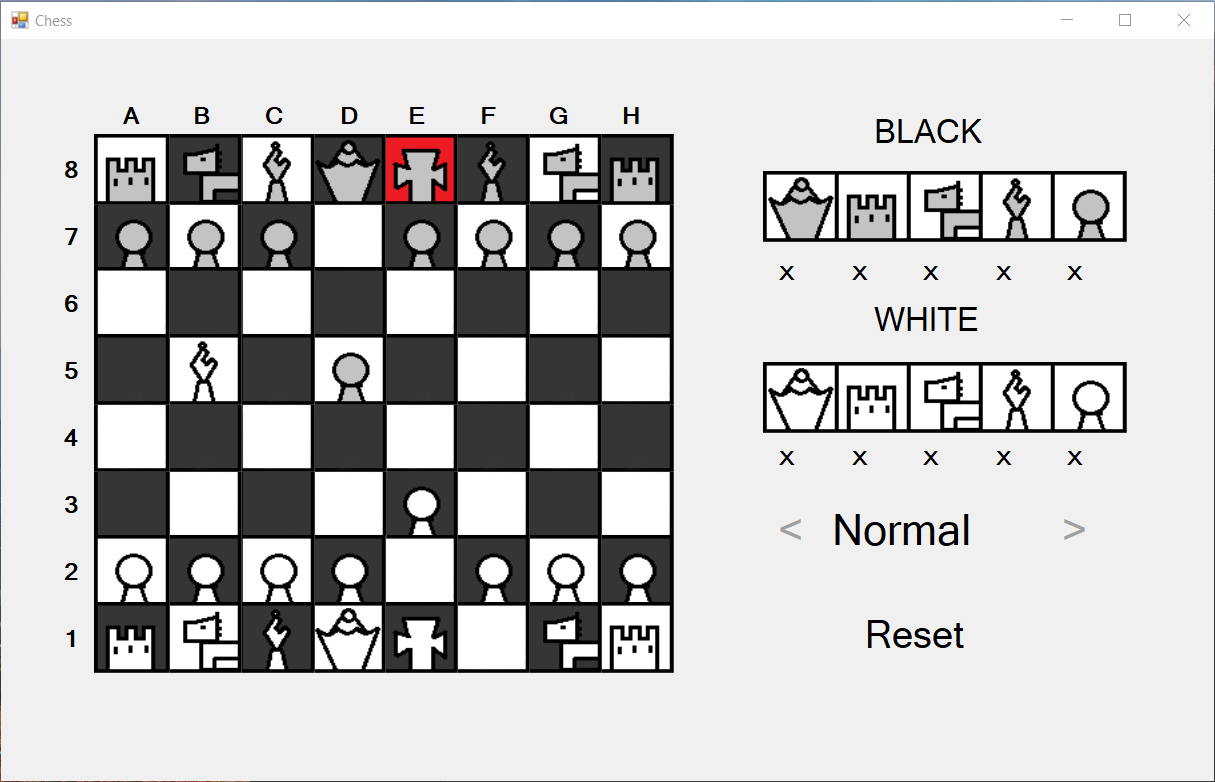 Chess
A B C D E F G H
8
7
6
5
4
3
2
1
BLACK
x x x x x
WHITE
x x x x x
< Normal >
Reset